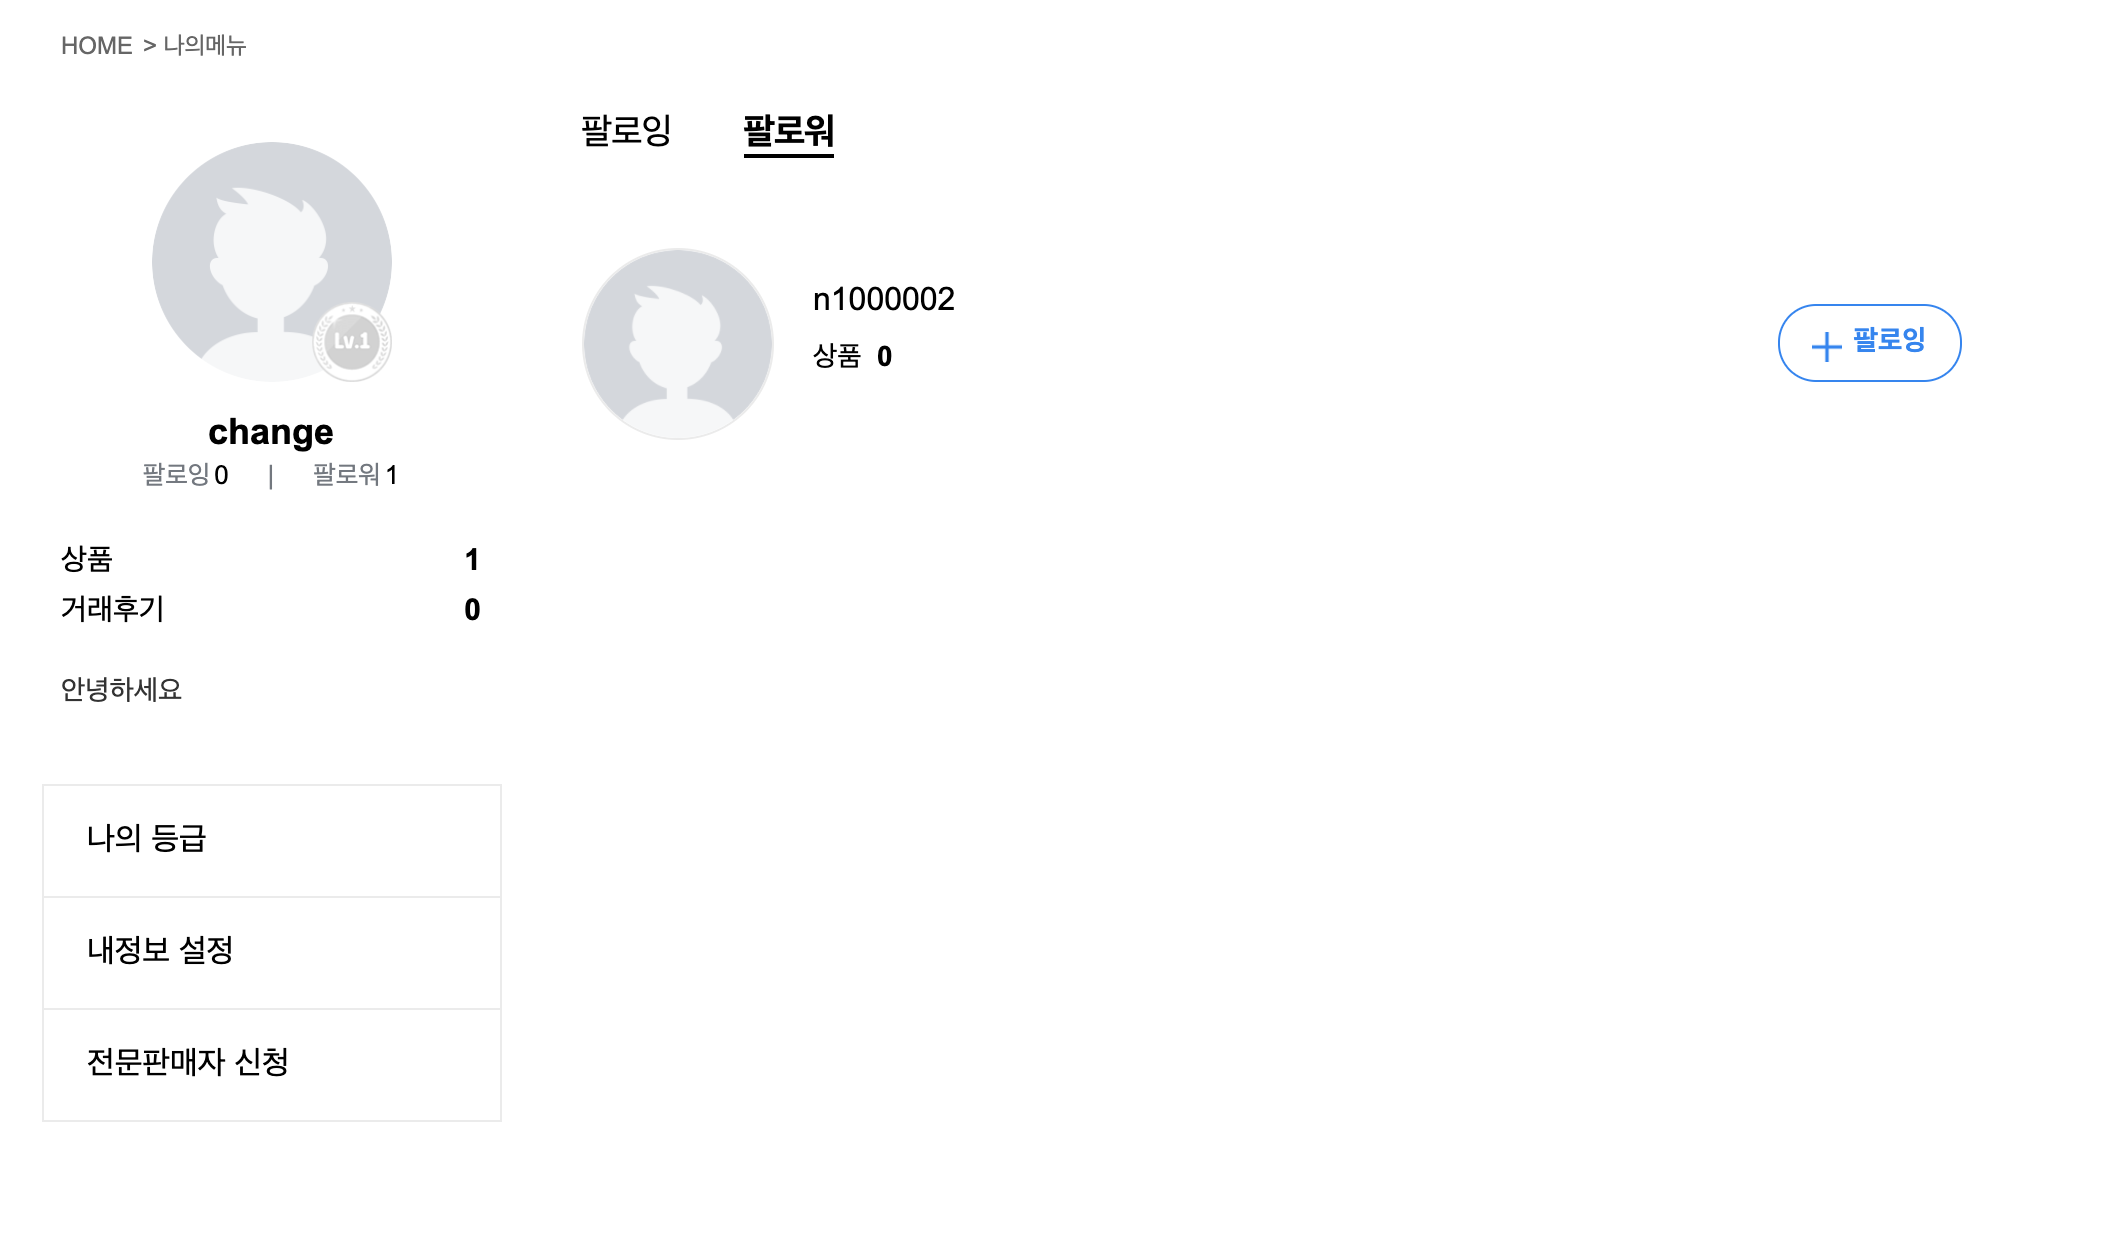 HOME > 나의메뉴
팔로잉 팔로워
Lv.1
change
팔로잉 0 | 팔로워 1
상품 1
거래후기 0
안녕하세요
나의 등급
내정보 설정
전문판매자 신청
n1000002
상품 0
+ 팔로잉